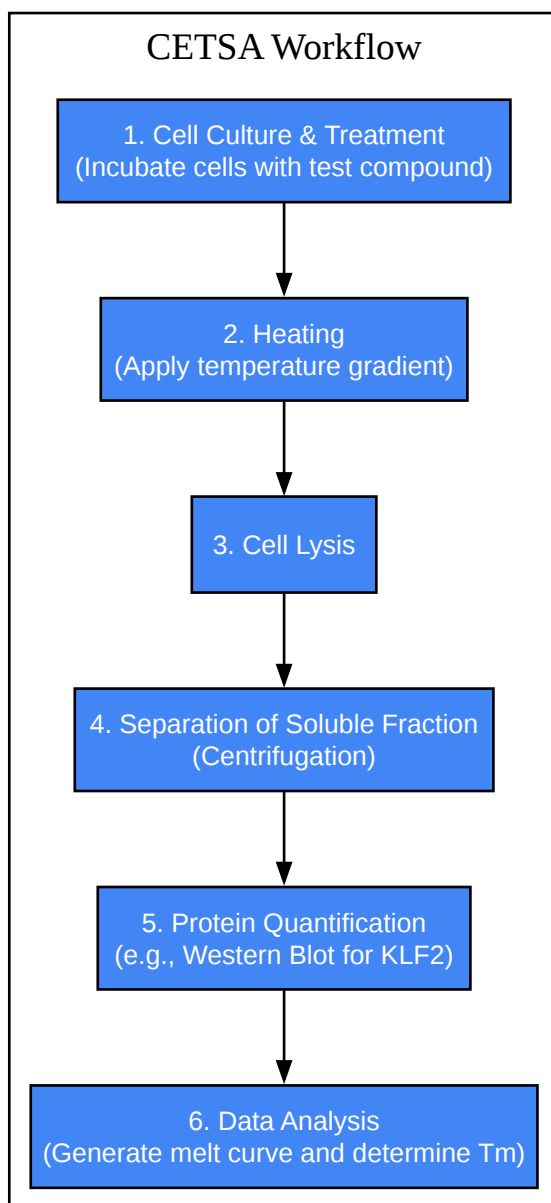 CETSA Workflow
1. Cell Culture & Treatment
(Incubate cells with test compound)
2. Heating
(Apply temperature gradient)
3. Cell Lysis
4. Separation of Soluble Fraction
(Centrifugation)
5. Protein Quantification
(e.g., Western Blot for KLF2)
6. Data Analysis
(Generate melt curve and determine Tm)